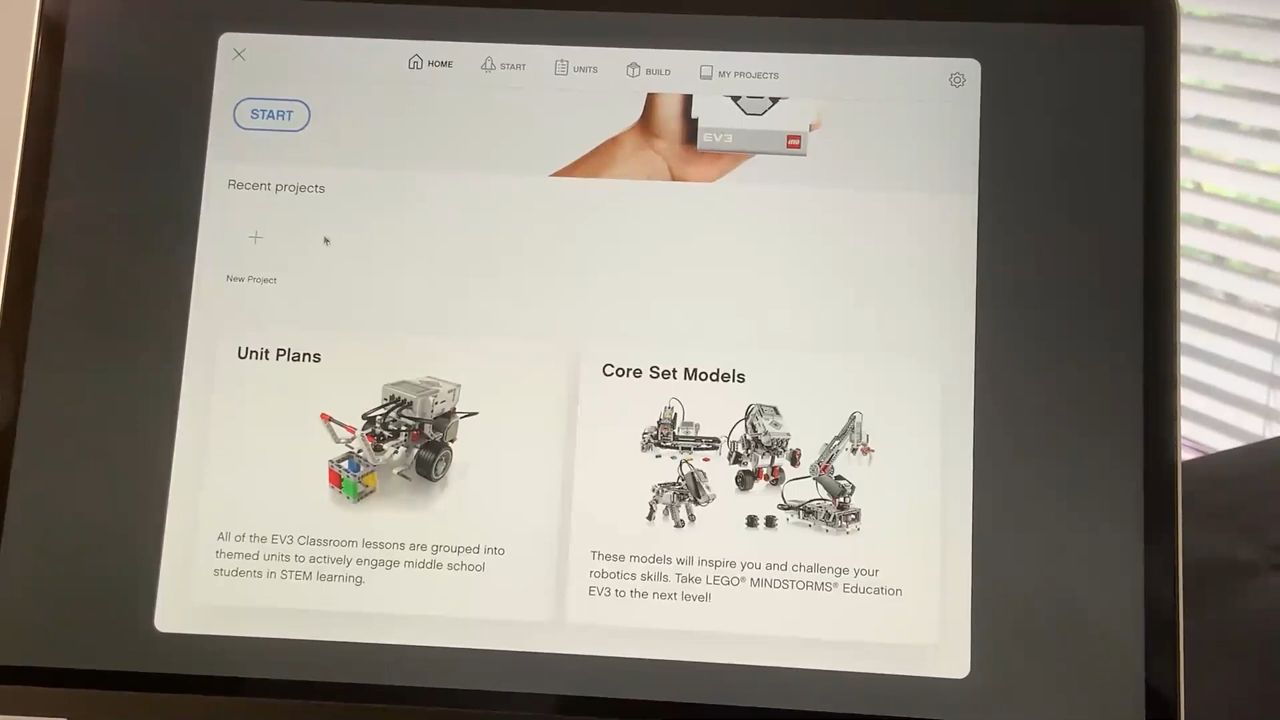 HOME
START
UNITS
BUILD
MY PROJECTS
START
EV3
LEGO
Recent projects
New Project
Unit Plans
All of the EV3 Classroom lessons are grouped into
themed units to actively engage middle school
students in STEM learning.
Core Set Models
These models will inspire you and challenge your
robotics skills. Take LEGO® MINDSTORMS® Education
EV3 to the next level!